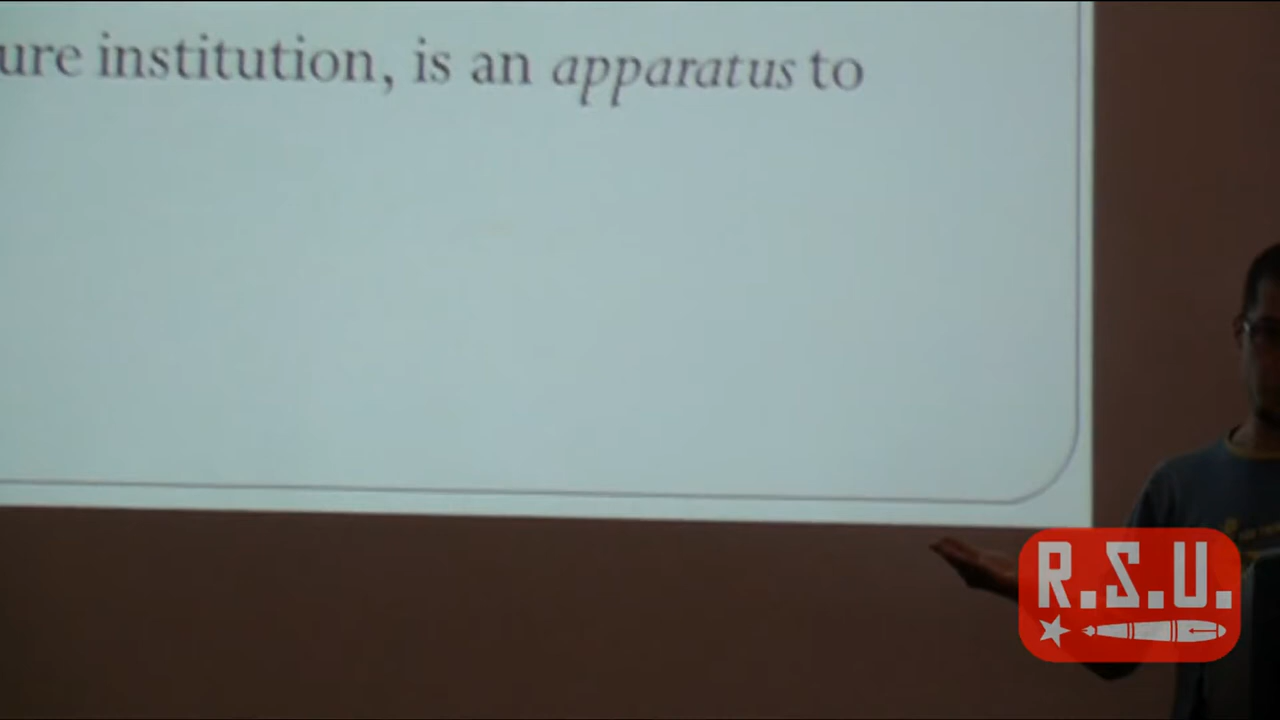 ure institution, is an apparatus to
R.S.U.